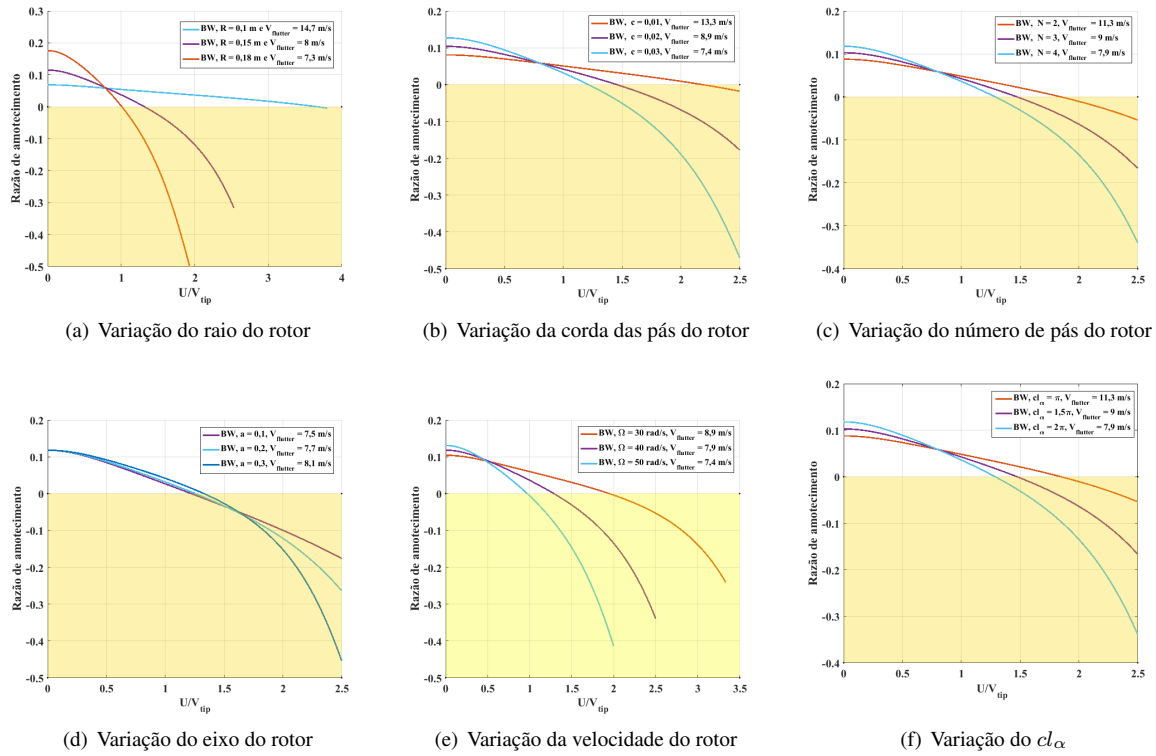 BW, R = 0,1 m e V_flutter = 14,7 m/s
BW, R = 0,15 m e V_flutter = 8 m/s
BW, R = 0,18 m e V_flutter = 7,3 m/s
Razão de amotecimento
0.3
0.2
0.1
0
-0.1
-0.2
-0.3
-0.4
-0.5
0 1 2 3 4
U/V_tip
(a) Variação do raio do rotor
BW, c = 0,01, V_flutter = 13,3 m/s
BW, c = 0,02, V_flutter = 8,9 m/s
BW, c = 0,03, V_flutter = 7,4 m/s
Razão de amotecimento
0.2
0.1
0
-0.1
-0.2
-0.3
-0.4
-0.5
0 0.5 1 1.5 2 2.5
U/V_tip
(b) Variação da corda das pás do rotor
BW, N = 2, V_flutter = 11,3 m/s
BW, N = 3, V_flutter = 9 m/s
BW, N = 4, V_flutter = 7,9 m/s
Razão de amotecimento
0.2
0.1
0
-0.1
-0.2
-0.3
-0.4
0 0.5 1 1.5 2 2.5
U/V_tip
(c) Variação do número de pás do rotor
BW, a = 0,1, V_flutter = 7,5 m/s
BW, a = 0,2, V_flutter = 7,7 m/s
BW, a = 0,3, V_flutter = 8,1 m/s
Razão de amotecimento
0.2
0.1
0
-0.1
-0.2
-0.3
-0.4
-0.5
0 0.5 1 1.5 2 2.5
U/V_tip
(d) Variação do eixo do rotor
BW, Ω = 30 rad/s, V_flutter = 8,9 m/s
BW, Ω = 40 rad/s, V_flutter = 7,9 m/s
BW, Ω = 50 rad/s, V_flutter = 7,4 m/s
Razão de amotecimento
0.2
0.1
0
-0.1
-0.2
-0.3
-0.4
-0.5
0 0.5 1 1.5 2 2.5 3 3.5
U/V_tip
(e) Variação da velocidade do rotor
BW, cl_α = π, V_flutter = 11,3 m/s
BW, cl_α = 1,5π, V_flutter = 9 m/s
BW, cl_α = 2π, V_flutter = 7,9 m/s
Razão de amotecimento
0.2
0.1
0
-0.1
-0.2
-0.3
-0.4
0 0.5 1 1.5 2 2.5
U/V_tip
(f) Variação do cl_α